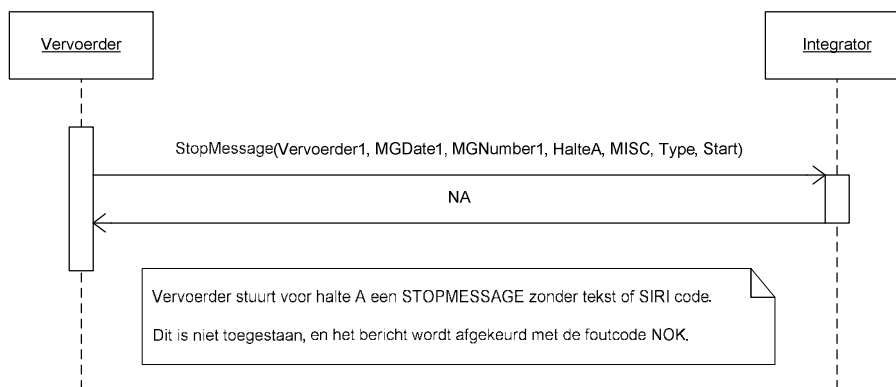 Vervoerder
Integrator
StopMessage(Vervoerder1, MGDate1, MGNumber1, HalteA, MISC, Type, Start)
NA
Vervoerder stuurt voor halte A een STOPMESSAGE zonder tekst of SIRI code.
Dit is niet toegestaan, en het bericht wordt afgekeurd met de foutcode NOK.